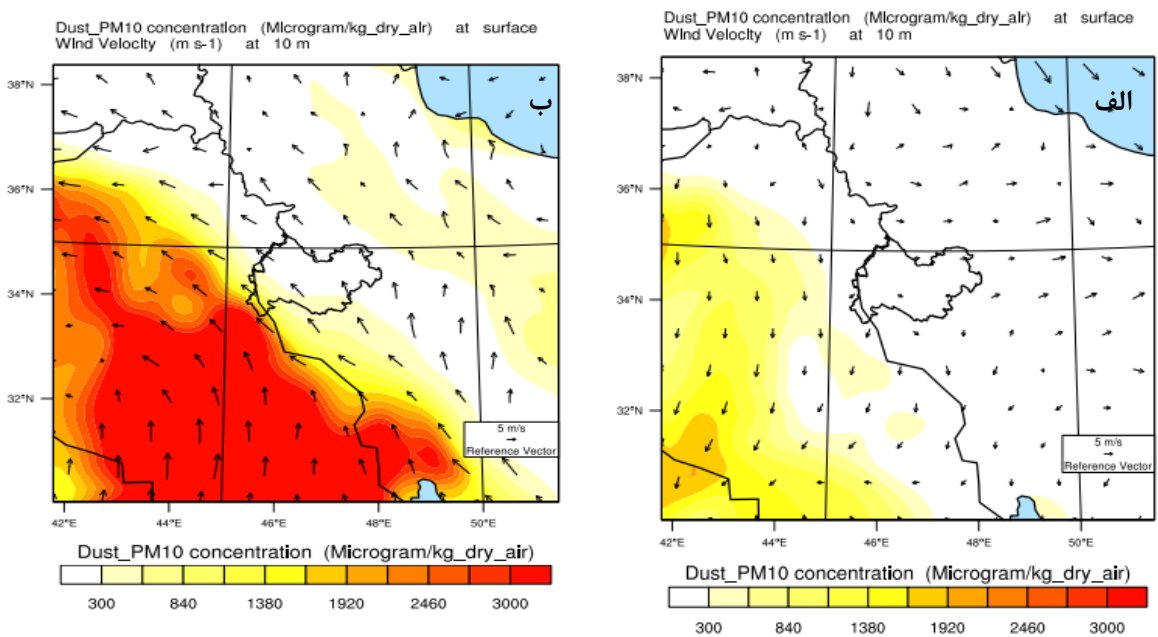 Dust_PM10 concentration (MIcrogram/kg_dry_aIr) at surface
WInd VelocIty (m s-1) at 10 m
ب
38°N
36°N
34°N
32°N
5 m/s
Reference Vector
42°E 44°E 46°E 48°E 50°E
Dust_PM10 concentration (Microgram/kg_dry_air)
300 840 1380 1920 2460 3000
Dust_PM10 concentration (MIcrogram/kg_dry_aIr) at surface
WInd VelocIty (m s-1) at 10 m
الف
38°N
36°N
34°N
32°N
5 m/s
Reference Vector
42°E 44°E 46°E 48°E 50°E
Dust_PM10 concentration (Microgram/kg_dry_air)
300 840 1380 1920 2460 3000